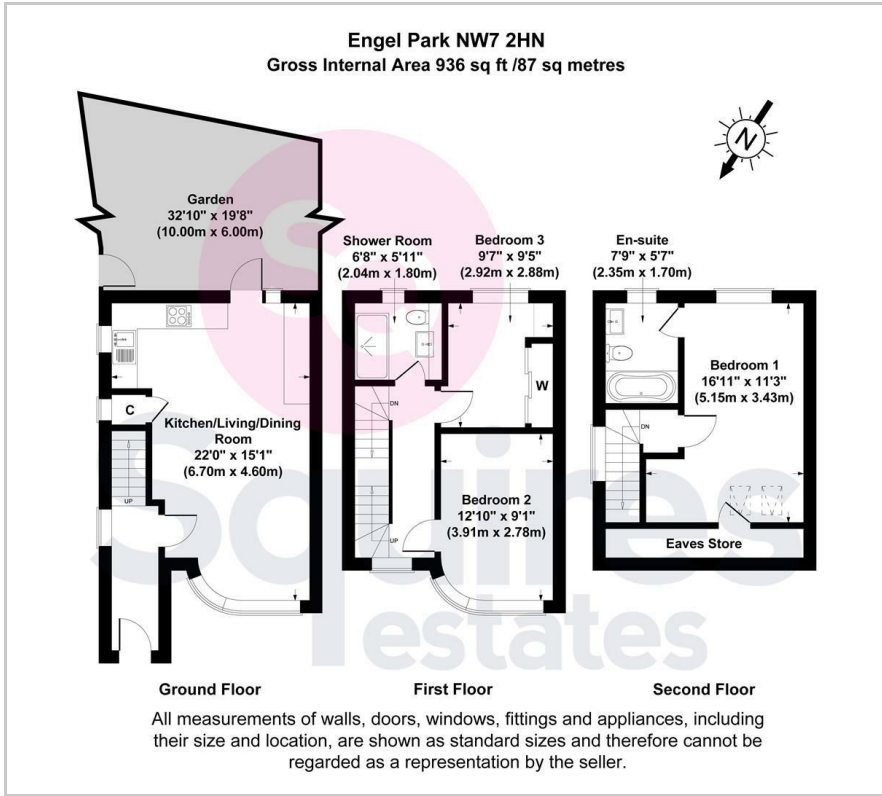 Engel Park NW7 2HN
Gross Internal Area 936 sq ft /87 sq metres
N
Garden
32'10" x 19'8"
(10.00m x 6.00m)
Shower Room
6'8" x 5'11"
(2.04m x 1.80m)
Bedroom 3
9'7" x 9'5"
(2.92m x 2.88m)
En-suite
7'9" x 5'7"
(2.35m x 1.70m)
C
Kitchen/Living/Dining
Room
22'0" x 15'1"
(6.70m x 4.60m)
UP
DN
W
Bedroom 2
12'10" x 9'1"
(3.91m x 2.78m)
UP
Bedroom 1
16'11" x 11'3"
(5.15m x 3.43m)
DN
Eaves Store
Squires
estates
Ground Floor
First Floor
Second Floor
All measurements of walls, doors, windows, fittings and appliances, including
their size and location, are shown as standard sizes and therefore cannot be
regarded as a representation by the seller.